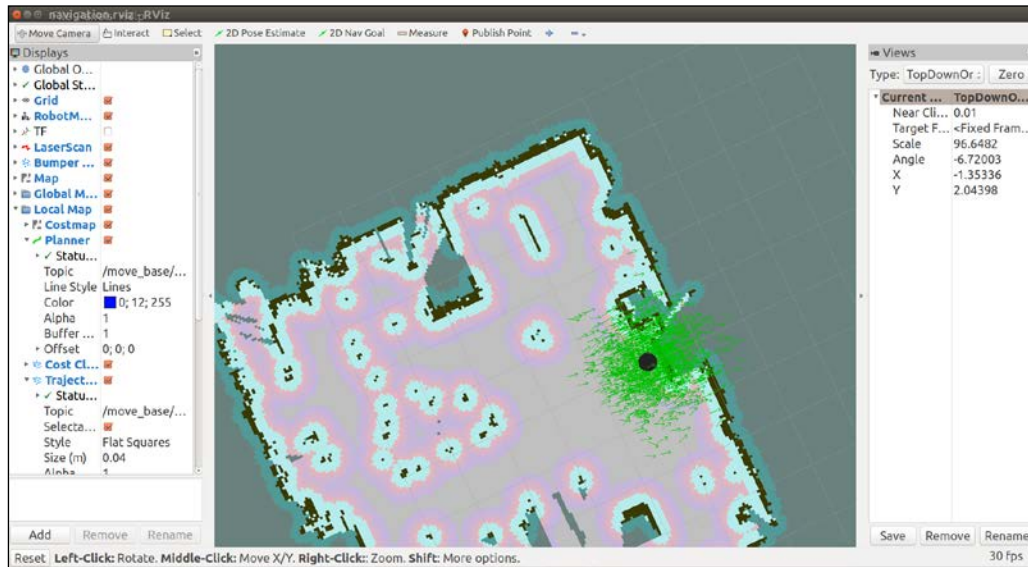 navigation.rviz - RViz
Move Camera Interact Select 2D Pose Estimate 2D Nav Goal Measure Publish Point
Displays
Global O...
Global St...
Grid
RobotM...
TF
LaserScan
Bumper ...
Map
Global M...
Local Map
Costmap
Planner
Statu...
Topic /move_base/...
Line Style Lines
Color 0; 12; 255
Alpha 1
Buffer ... 1
Offset 0; 0; 0
Cost Cl...
Traject...
Statu...
Topic /move_base/...
Selecta...
Style Flat Squares
Size (m) 0.04
Alpha 1
Add Remove Rename
Views
Type: TopDownOr Zero
Current ... TopDownO...
Near Cli... 0.01
Target F... <Fixed Fram...
Scale 96.6482
Angle -6.72003
X -1.35336
Y 2.04398
Save Remove Rename
Reset Left-Click: Rotate. Middle-Click: Move X/Y. Right-Click:: Zoom. Shift: More options.
30 fps